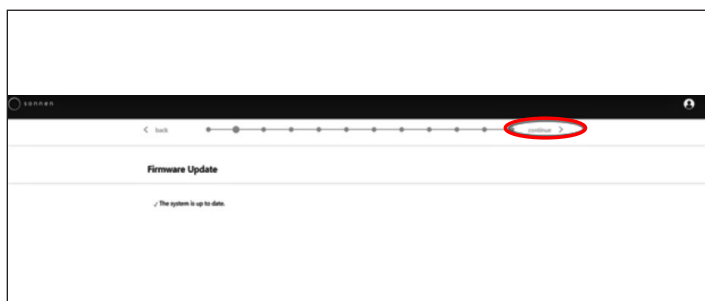 sonnen
back
continue
Firmware Update
✓ The system is up to date.